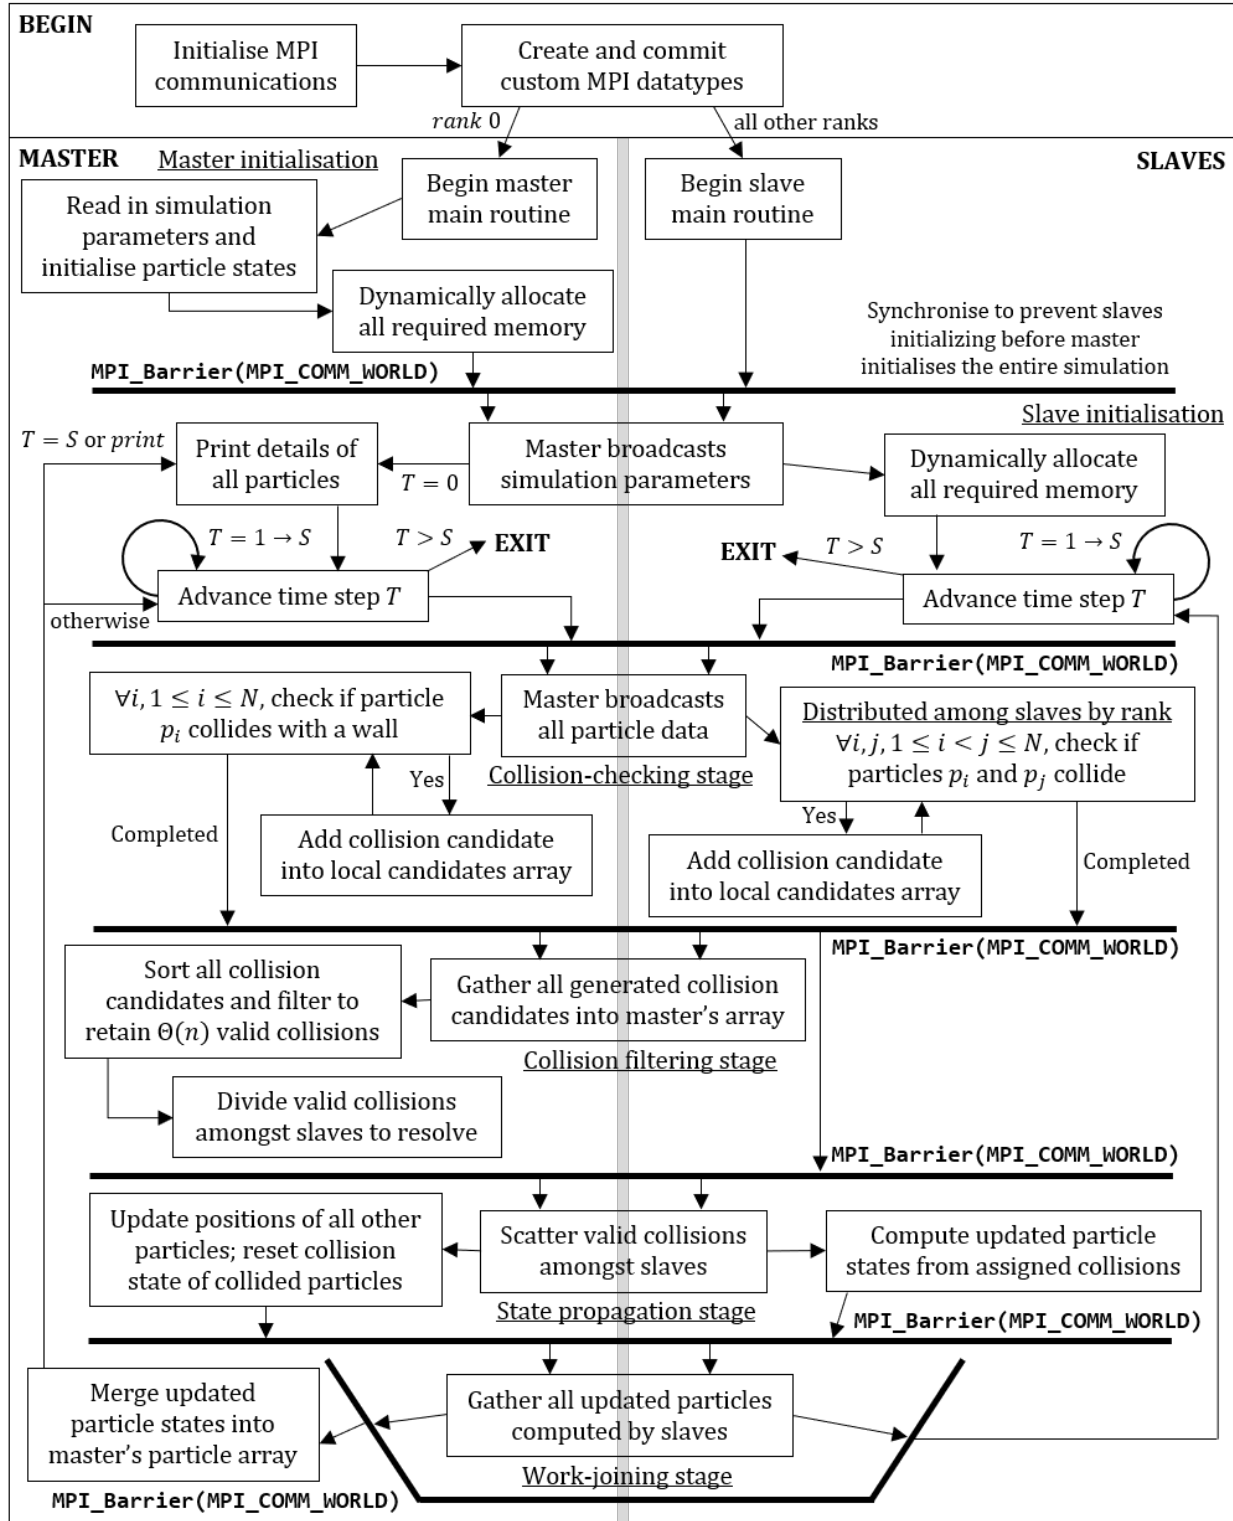 BEGIN
Initialise MPI
communications
Create and commit
custom MPI datatypes
rank 0
all other ranks
MASTER
Master initialisation
SLAVES
Begin master
main routine
Begin slave
main routine
Read in simulation
parameters and
initialise particle states
Dynamically allocate
all required memory
Synchronise to prevent slaves
initializing before master
initialises the entire simulation
MPI_Barrier(MPI_COMM_WORLD)
Slave initialisation
T = S or print
Print details of
all particles
T = 0
Master broadcasts
simulation parameters
Dynamically allocate
all required memory
T = 1 → S
T > S
EXIT
EXIT
T > S
T = 1 → S
Advance time step T
otherwise
Advance time step T
MPI_Barrier(MPI_COMM_WORLD)
∀i, 1 ≤ i ≤ N, check if particle
p_i collides with a wall
Master broadcasts
all particle data
Collision-checking stage
Distributed among slaves by rank
∀i, j, 1 ≤ i < j ≤ N, check if
particles p_i and p_j collide
Yes
Yes
Completed
Add collision candidate
into local candidates array
Add collision candidate
into local candidates array
Completed
MPI_Barrier(MPI_COMM_WORLD)
Sort all collision
candidates and filter to
retain Θ(n) valid collisions
Gather all generated collision
candidates into master's array
Collision filtering stage
Divide valid collisions
amongst slaves to resolve
MPI_Barrier(MPI_COMM_WORLD)
Update positions of all other
particles; reset collision
state of collided particles
Scatter valid collisions
amongst slaves
State propagation stage
Compute updated particle
states from assigned collisions
MPI_Barrier(MPI_COMM_WORLD)
Merge updated
particle states into
master's particle array
Gather all updated particles
computed by slaves
Work-joining stage
MPI_Barrier(MPI_COMM_WORLD)